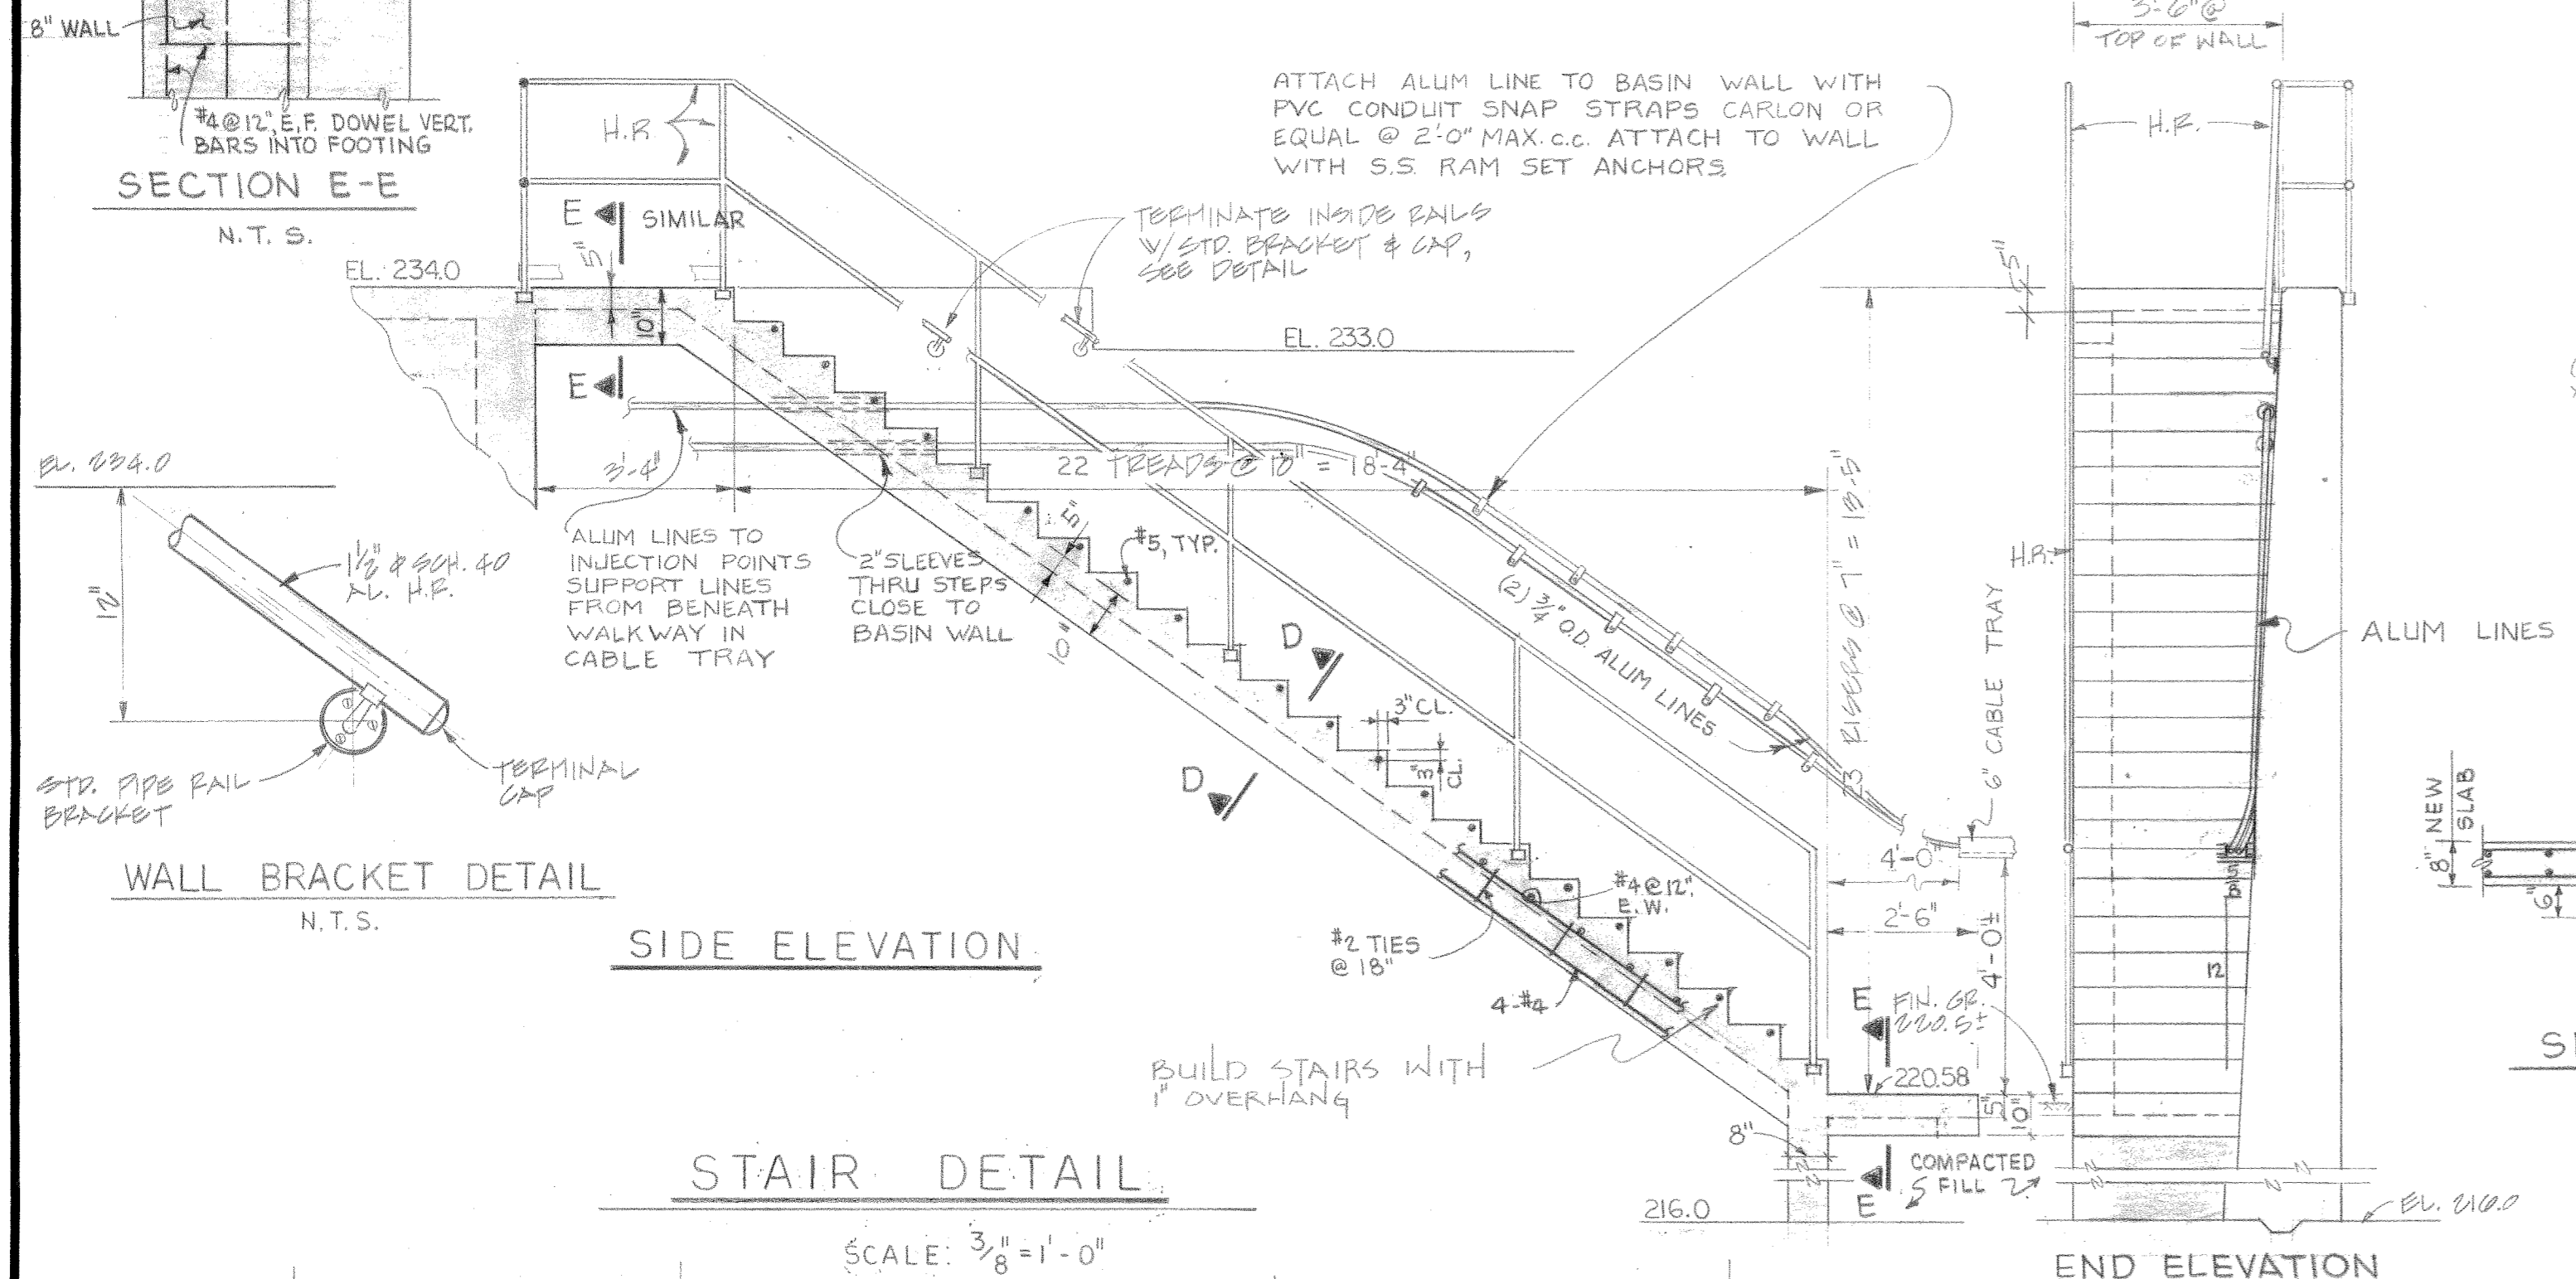 8" WALL
#4@12", E.F. DOWEL VERT.
BARS INTO FOOTING
SECTION E-E
N.T.S.
H.R.
E
SIMILAR
5"
EL. 234.0
10"
E
ATTACH ALUM LINE TO BASIN WALL WITH
PVC CONDUIT SNAP STRAPS CARLON OR
EQUAL @ 2'-0" MAX. C.C. ATTACH TO WALL
WITH S.S. RAM SET ANCHORS
TERMINATE INSIDE RAILS
W/STD. BRACKET & CAP,
SEE DETAIL
EL. 233.0
3'-4"
22 TREADS @ 10" = 18'-4"
23 RISERS @ 7" = 13'-5"
ALUM LINES TO
INJECTION POINTS
SUPPORT LINES
FROM BENEATH
WALKWAY IN
CABLE TRAY
2" SLEEVES
THRU STEPS
CLOSE TO
BASIN WALL
5"
#5, TYP.
10"
D
D
3" CL.
3"
CL.
(2) 3/4" O.D. ALUM LINES
6" CABLE TRAY
4'-0"
2'-6"
4'-0"±
#4@12"
E.W.
#2 TIES
@ 18"
4-#4
BUILD STAIRS WITH
1" OVERHANG
E
FIN. GR.
220.5±
220.58
5"
10"
8"
E
COMPACTED
FILL
216.0
EL. 234.0
12"
1½" ø SCH. 40
AL. H.R.
STD. PIPE RAIL
BRACKET
TERMINAL
CAP
WALL BRACKET DETAIL
N.T.S.
SIDE ELEVATION
STAIR DETAIL
SCALE: 3/8" = 1'-0"
3'-6" @
TOP OF WALL
H.R.
5"
H.R.
ALUM LINES
12
EL. 216.0
END ELEVATION
NEW
SLAB
8"
6"